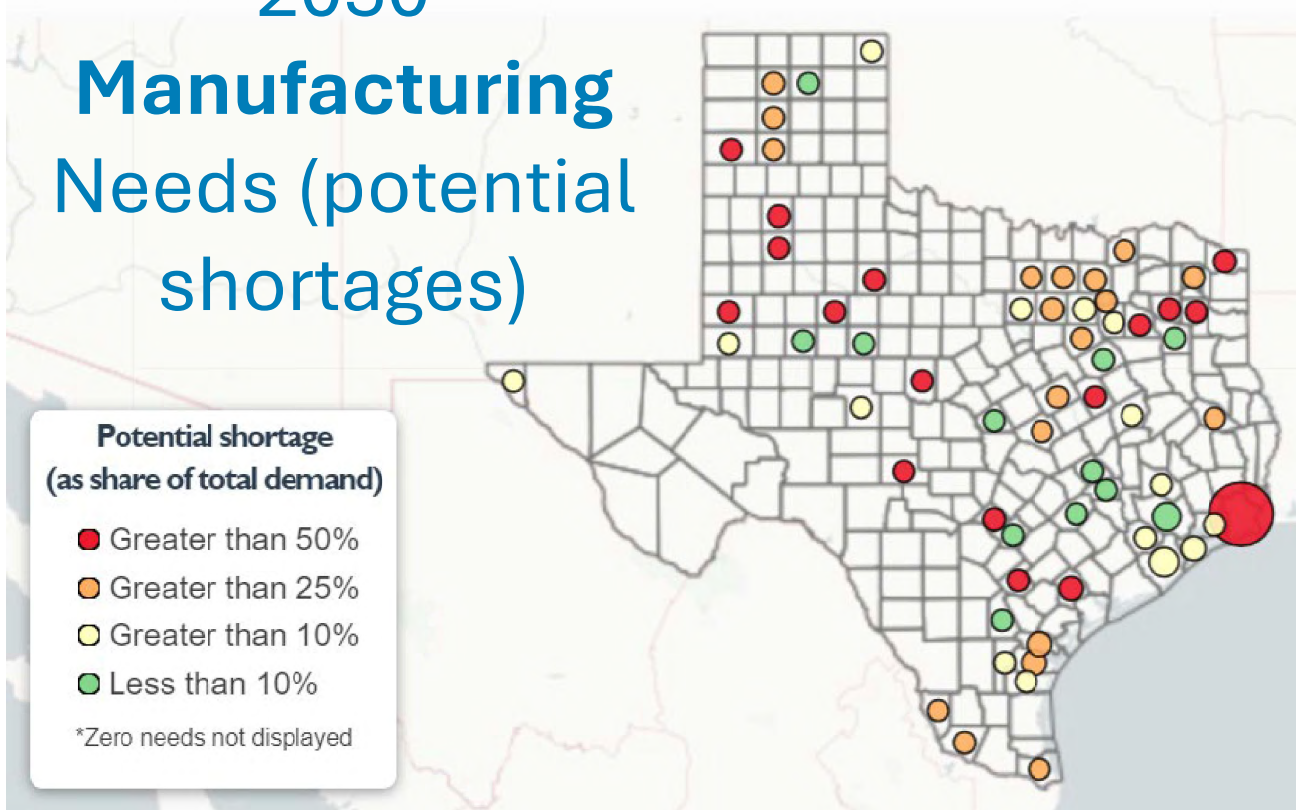 Manufacturing
Needs (potential
shortages)
Potential shortage
(as share of total demand)
Greater than 50%
Greater than 25%
Greater than 10%
Less than 10%
*Zero needs not displayed